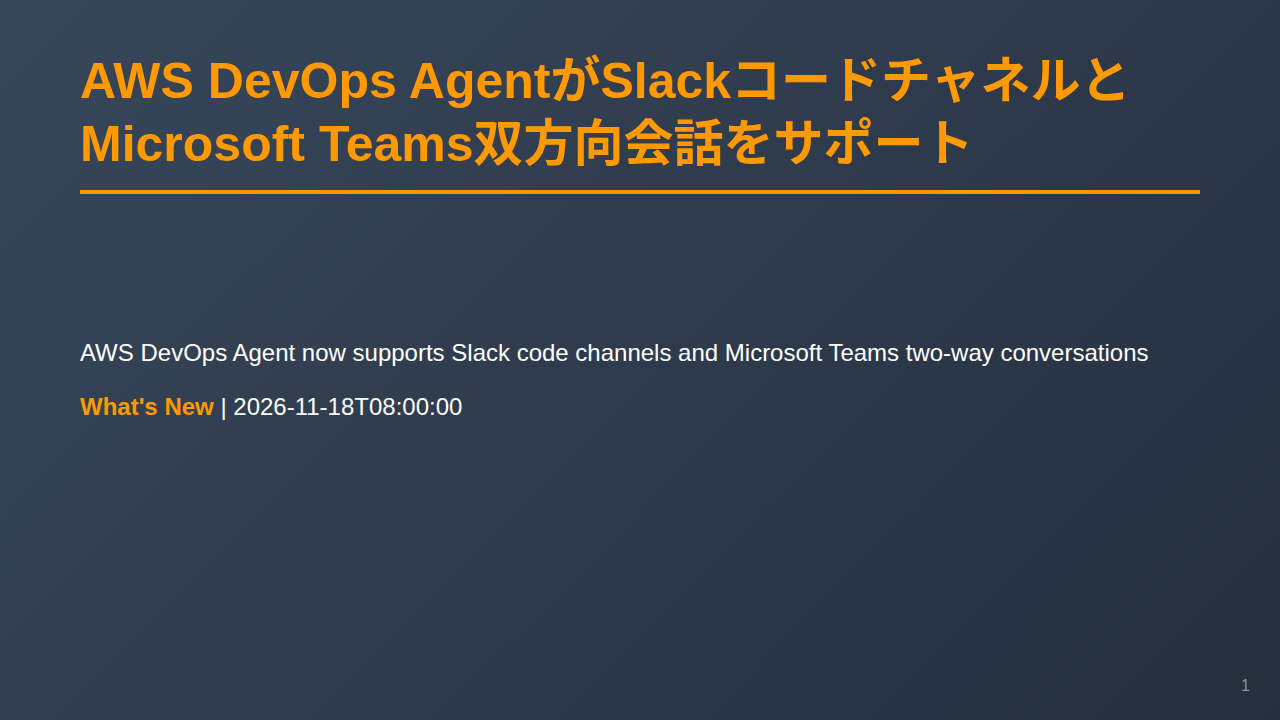 AWS DevOps AgentがSlackコードチャネルと
Microsoft Teams双方向会話をサポート
AWS DevOps Agent now supports Slack code channels and Microsoft Teams two-way conversations
What's New | 2026-11-18T08:00:00
1